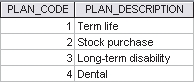 PLAN_CODE PLAN_DESCRIPTION
1 Term life
2 Stock purchase
3 Long-term disability
4 Dental